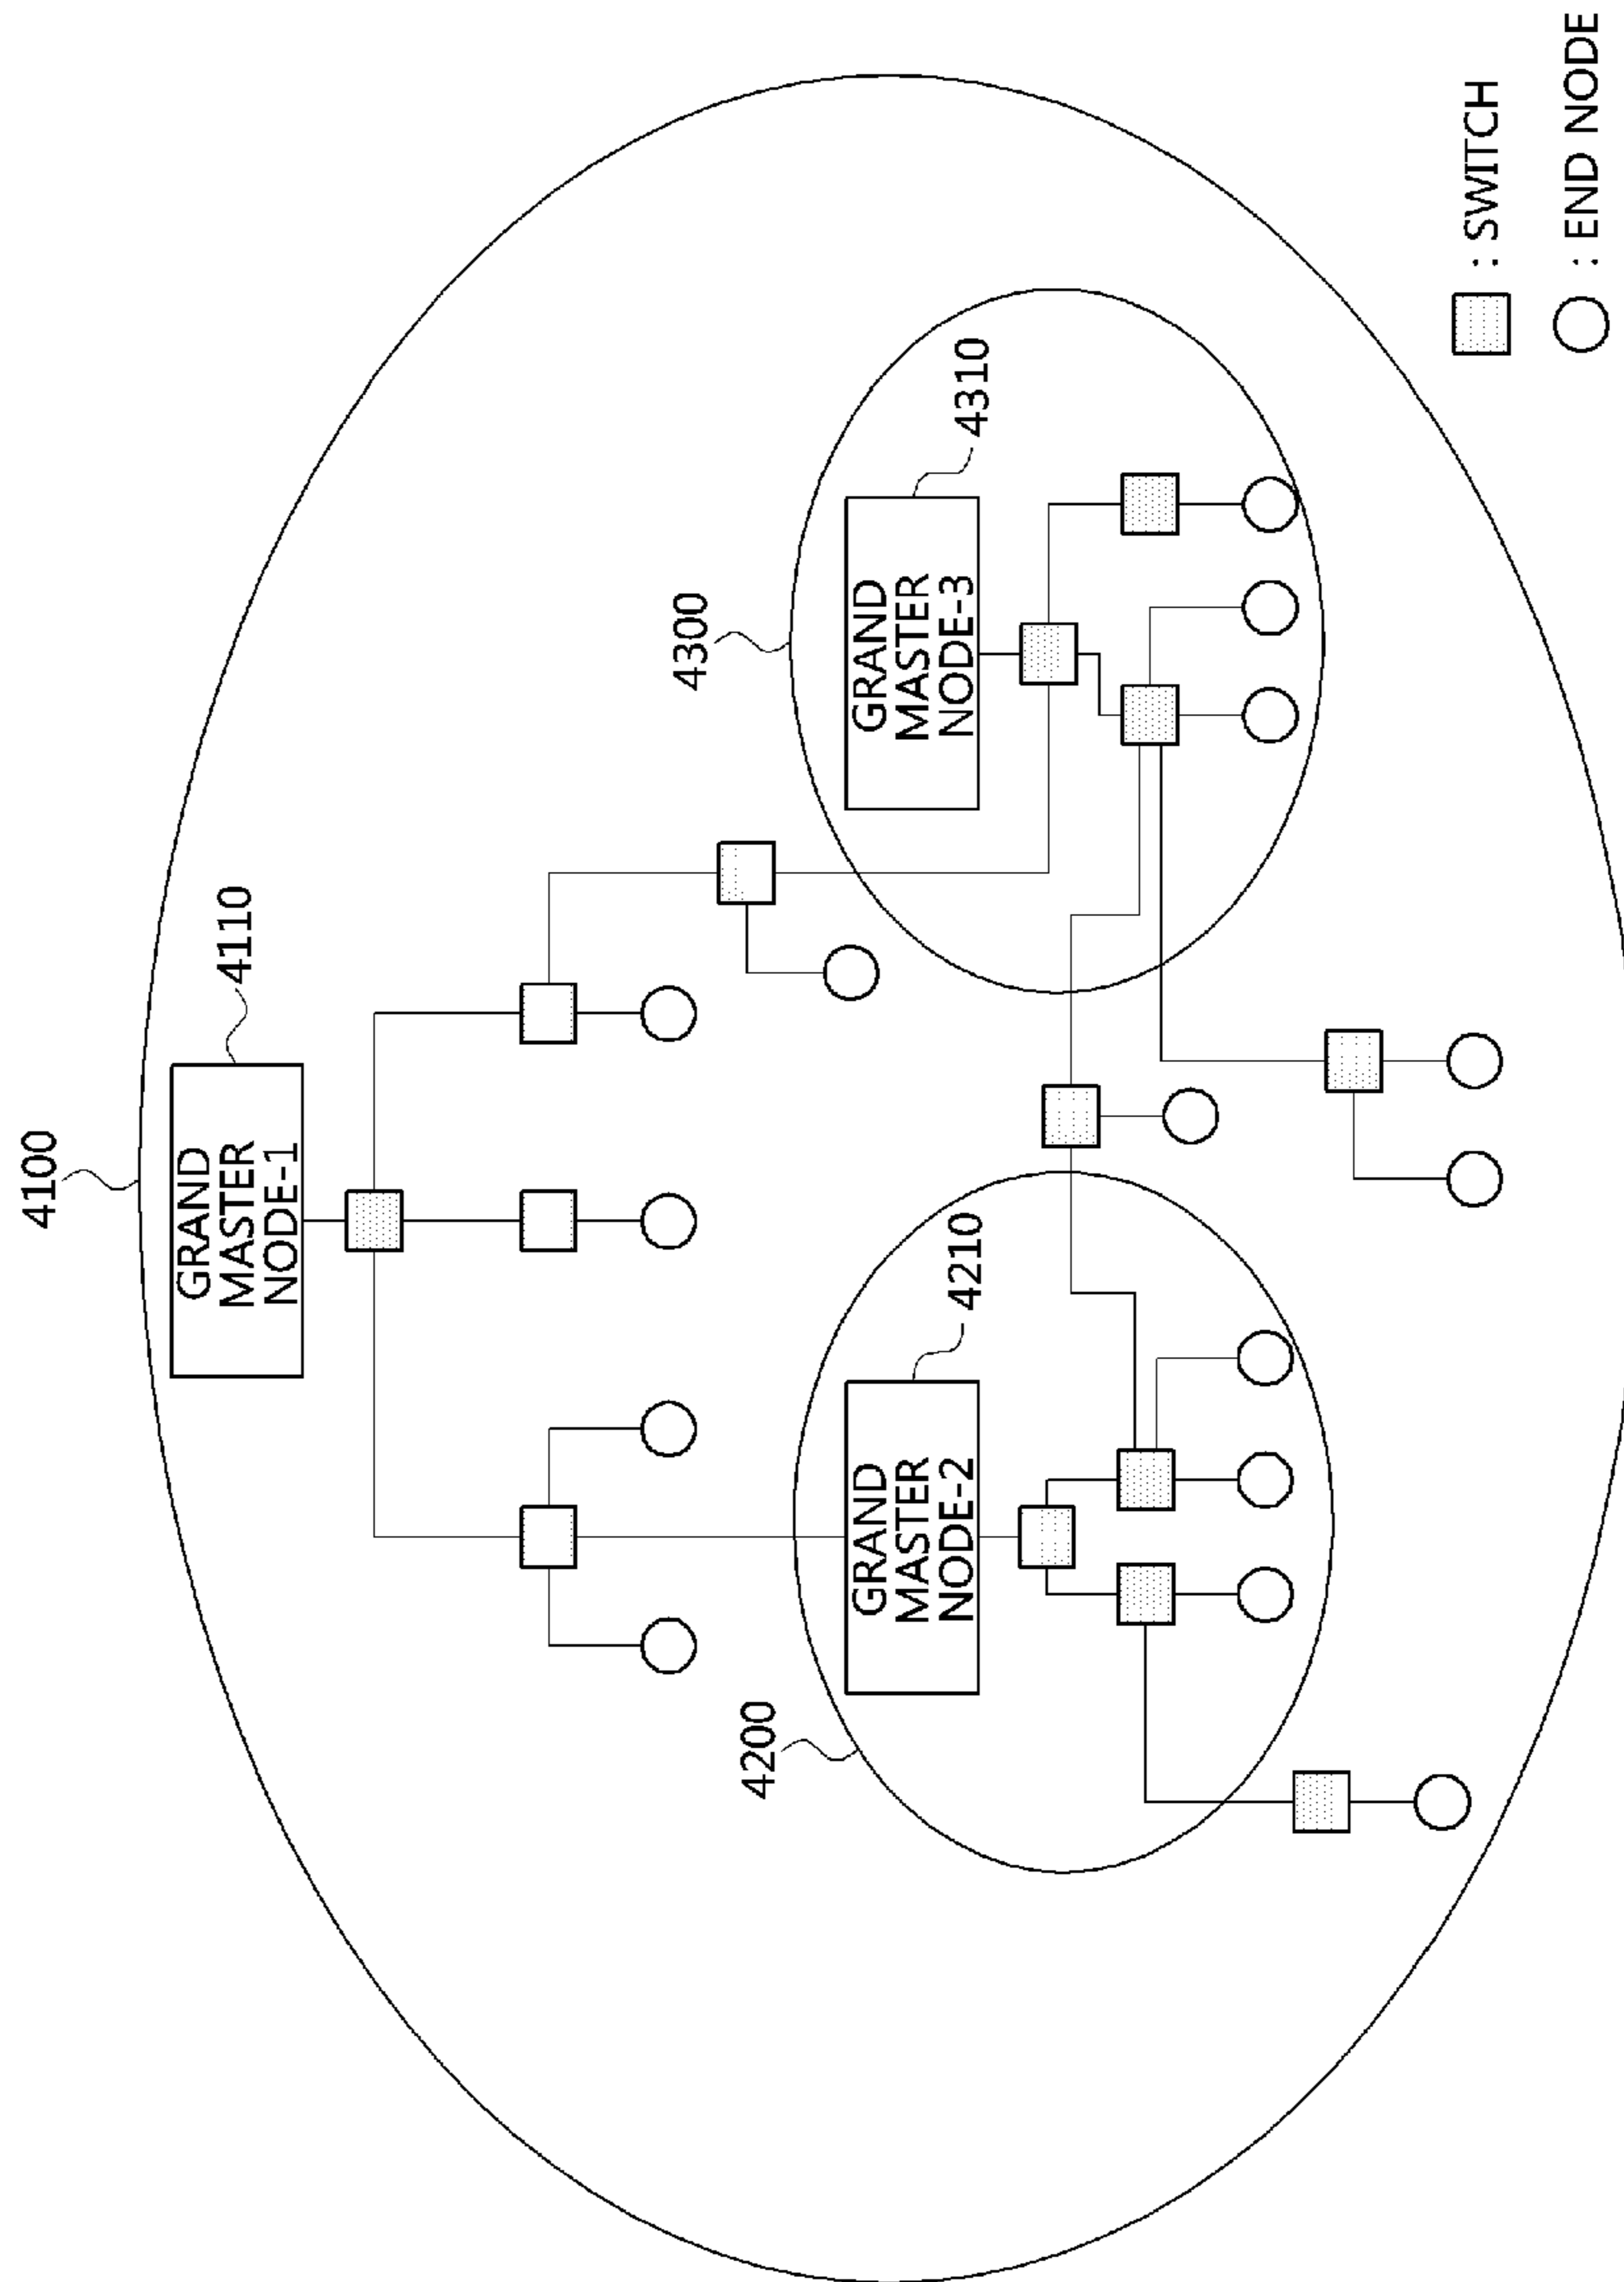 4100
4110
GRAND
MASTER
NODE-1
4200
4210
GRAND
MASTER
NODE-2
4300
4310
GRAND
MASTER
NODE-3
: SWITCH
: END NODE